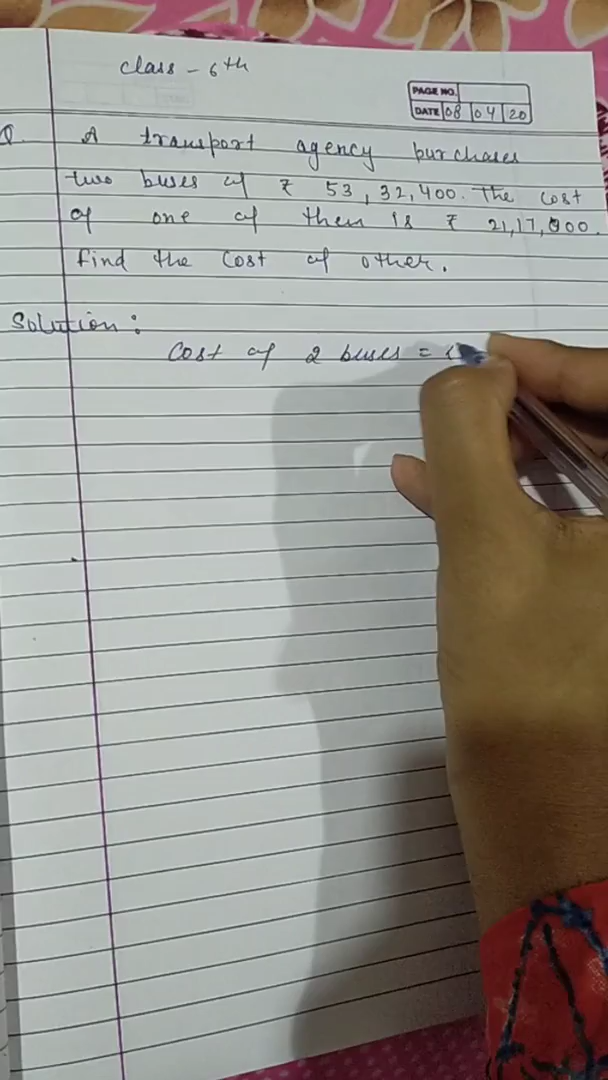 Class - 6th
PAGE NO.
DATE 08 04 20
Q. A transport agency purchases
two buses of ₹ 53,32,400. The cost
of one of them is ₹ 21,17,000.
find the cost of other.
Solution :
Cost of 2 buses =